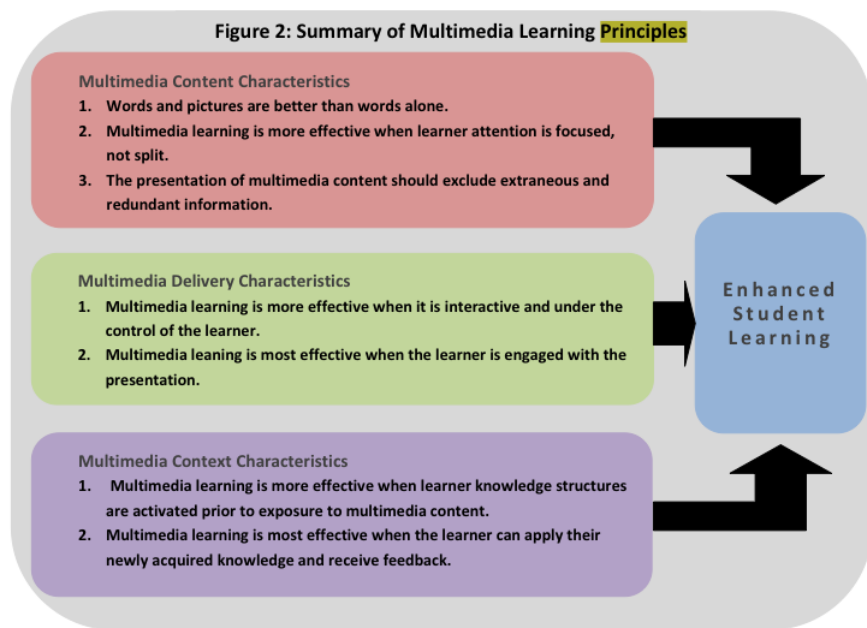 Figure 2: Summary of Multimedia Learning Principles
Multimedia Content Characteristics
1. Words and pictures are better than words alone.
2. Multimedia learning is more effective when learner attention is focused,
not split.
3. The presentation of multimedia content should exclude extraneous and
redundant information.
Multimedia Delivery Characteristics
1. Multimedia learning is more effective when it is interactive and under the
control of the learner.
2. Multimedia leaning is most effective when the learner is engaged with the
presentation.
Multimedia Context Characteristics
1. Multimedia learning is more effective when learner knowledge structures
are activated prior to exposure to multimedia content.
2. Multimedia learning is most effective when the learner can apply their
newly acquired knowledge and receive feedback.
Enhanced
Student
Learning